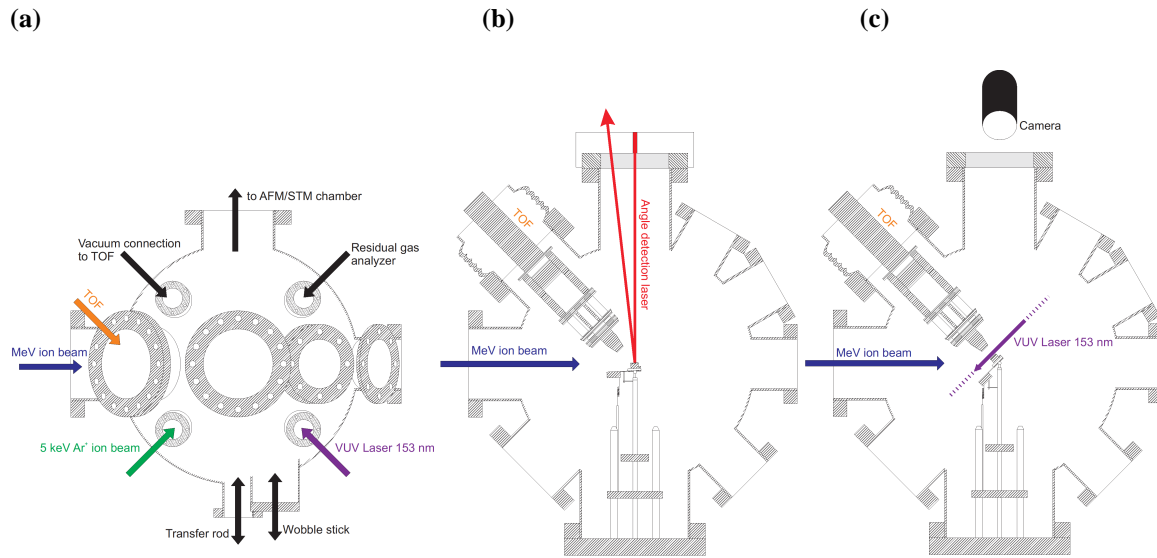 (a)
to AFM/STM chamber
Vacuum connection
to TOF
Residual gas
analyzer
TOF
MeV ion beam
5 keV Ar⁺ ion beam
VUV Laser 153 nm
Transfer rod
Wobble stick
(b)
TOF
Angle detection laser
MeV ion beam
(c)
Camera
TOF
VUV Laser 153 nm
MeV ion beam